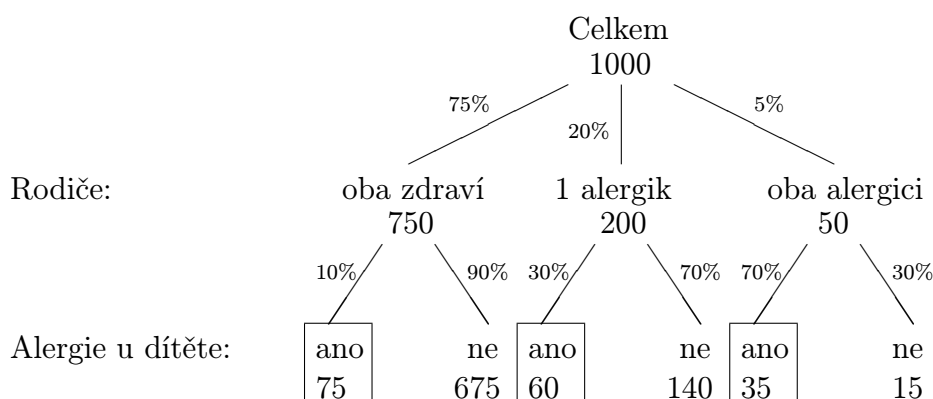 Celkem
1000
75%
20%
5%
Rodiče: oba zdraví 1 alergik oba alergici
750 200 50
10% 90% 30% 70% 70% 30%
Alergie u dítěte: ano ne ano ne ano ne
75 675 60 140 35 15